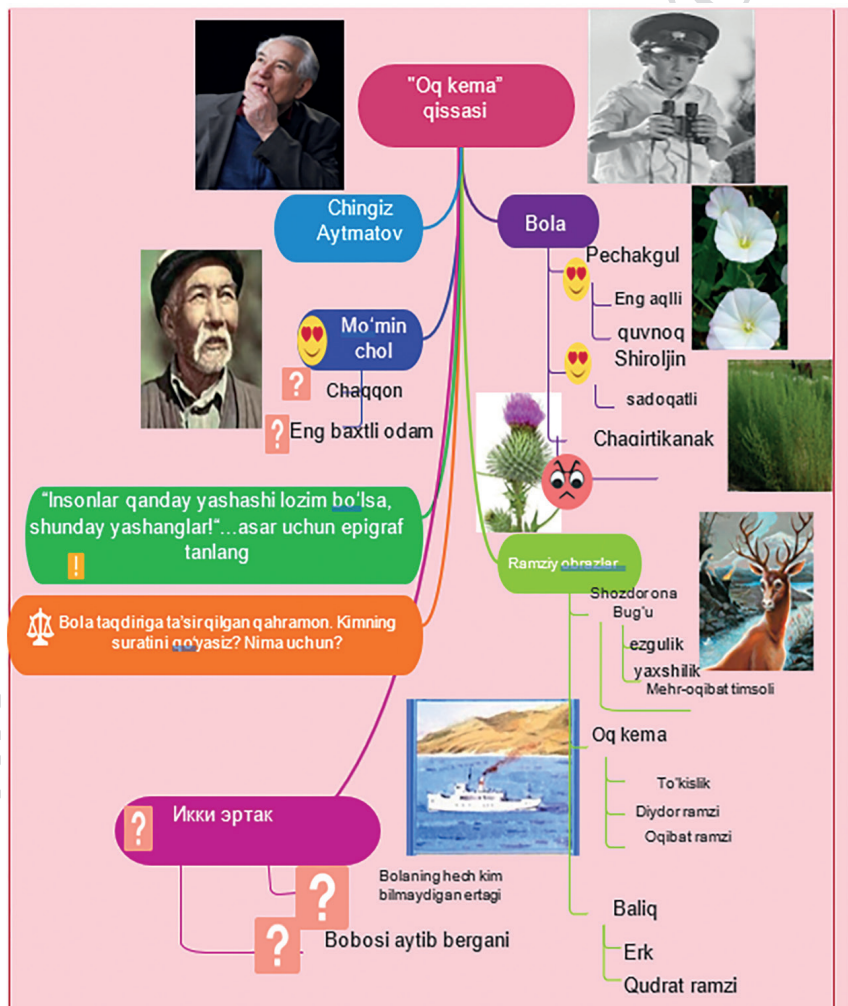 "Oq kema"
qissasi
Chingiz
Aytmatov
Bola
Pechakgul
Eng aqlli
quvnoq
Shiroljin
sadoqatli
Chaqirtikanak
Mo'min
chol
?
Chaqqon
?
Eng baxtli odam
“Insonlar qanday yashashi lozim bo‘lsa,
shunday yashanglar!“...asar uchun epigraf
tanlang
!
Bola taqdiriga ta'sir qilgan qahramon. Kimning
suratini qo'yasiz? Nima uchun?
Ramziy obrazlar
Shozdor ona
Bug'u
ezgulik
yaxshilik
Mehr-oqibat timsoli
Oq kema
To'kislik
Diydor ramzi
Oqibat ramzi
Baliq
Erk
Qudrat ramzi
?
Икки эртак
Bolaning hech kim
bilmaydigan ertagi
?
?
Bobosi aytib bergani